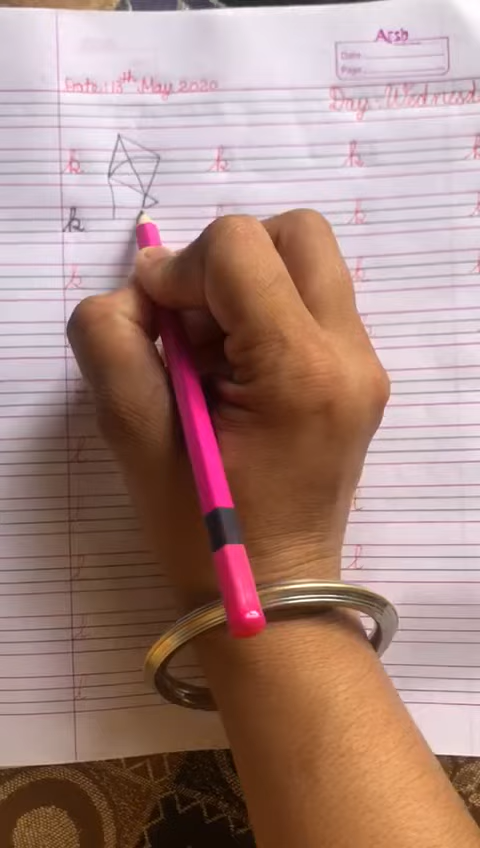 Arsh
Date
Page
Date: 13th May 2020
Day: Wednesd
k k k k
k k k
k k
l
l
l
l l
l
l